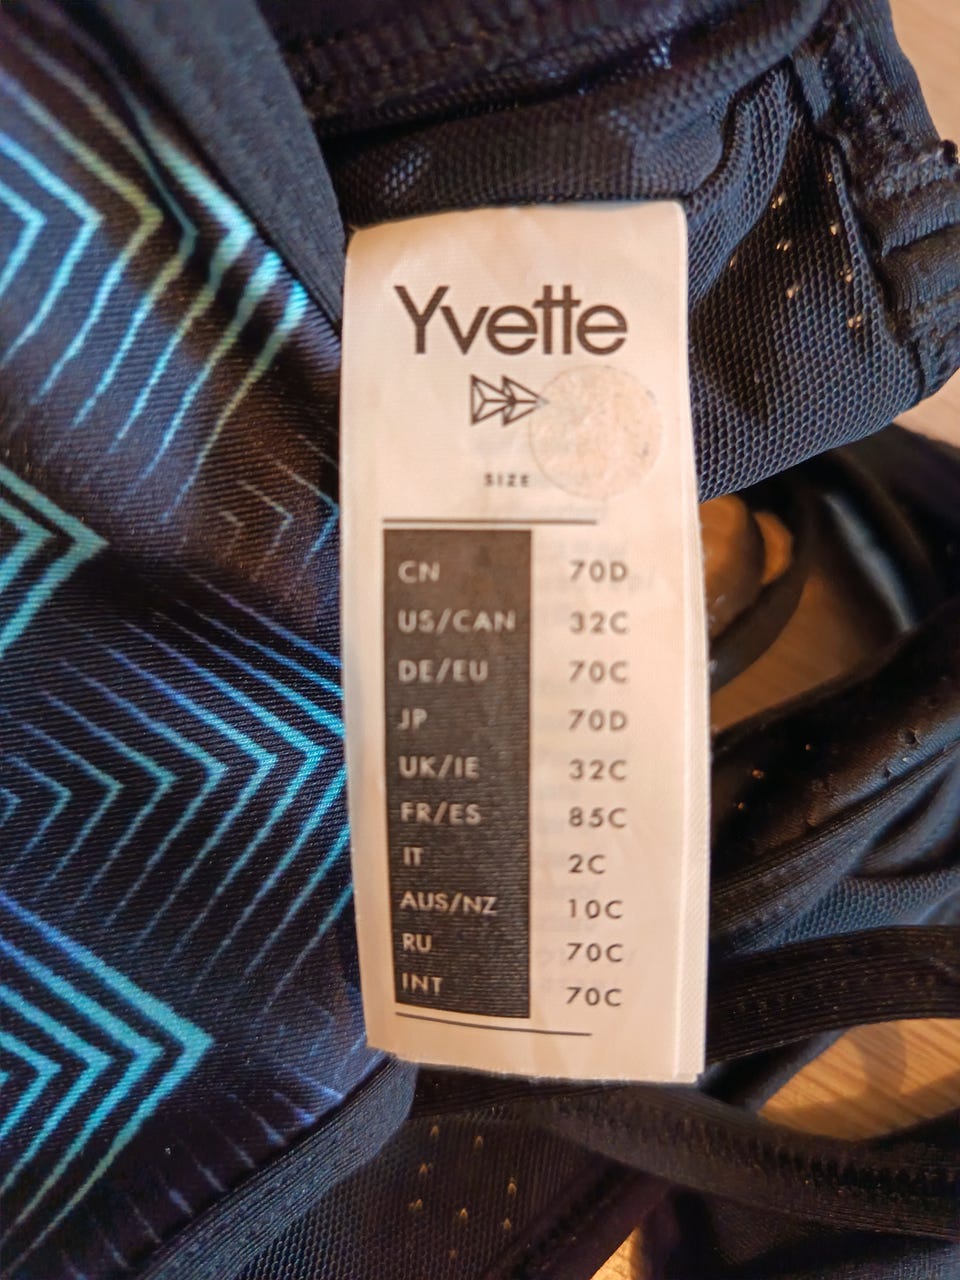 Yvette
SIZE
CN 70D
US/CAN 32C
DE/EU 70C
JP 70D
UK/IE 32C
FR/ES 85C
IT 2C
AUS/NZ 10C
RU 70C
INT 70C